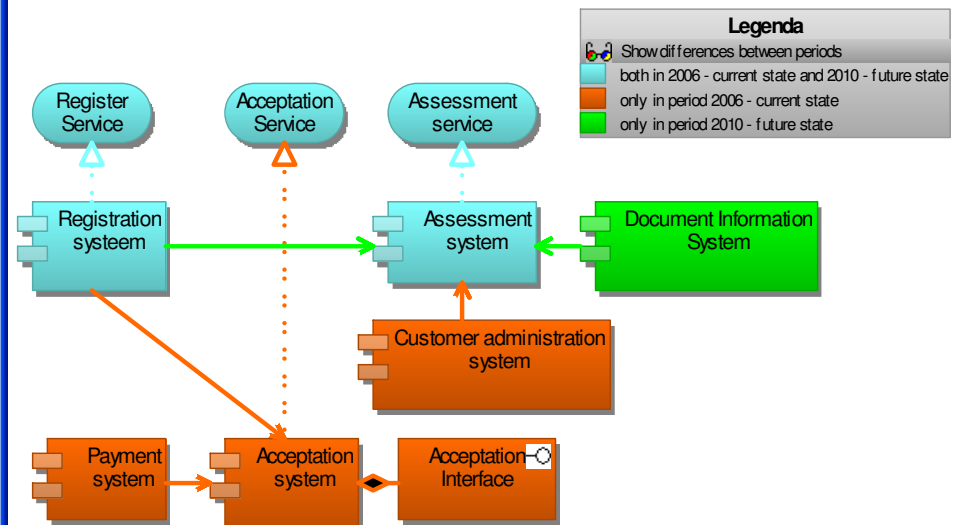 Legenda
Show differences between periods
both in 2006 - current state and 2010 - future state
only in period 2006 - current state
only in period 2010 - future state
Register
Service
Acceptation
Service
Assessment
service
Registration
systeem
Assessment
system
Document Information
System
Customer administration
system
Payment
system
Acceptation
system
Acceptation
Interface